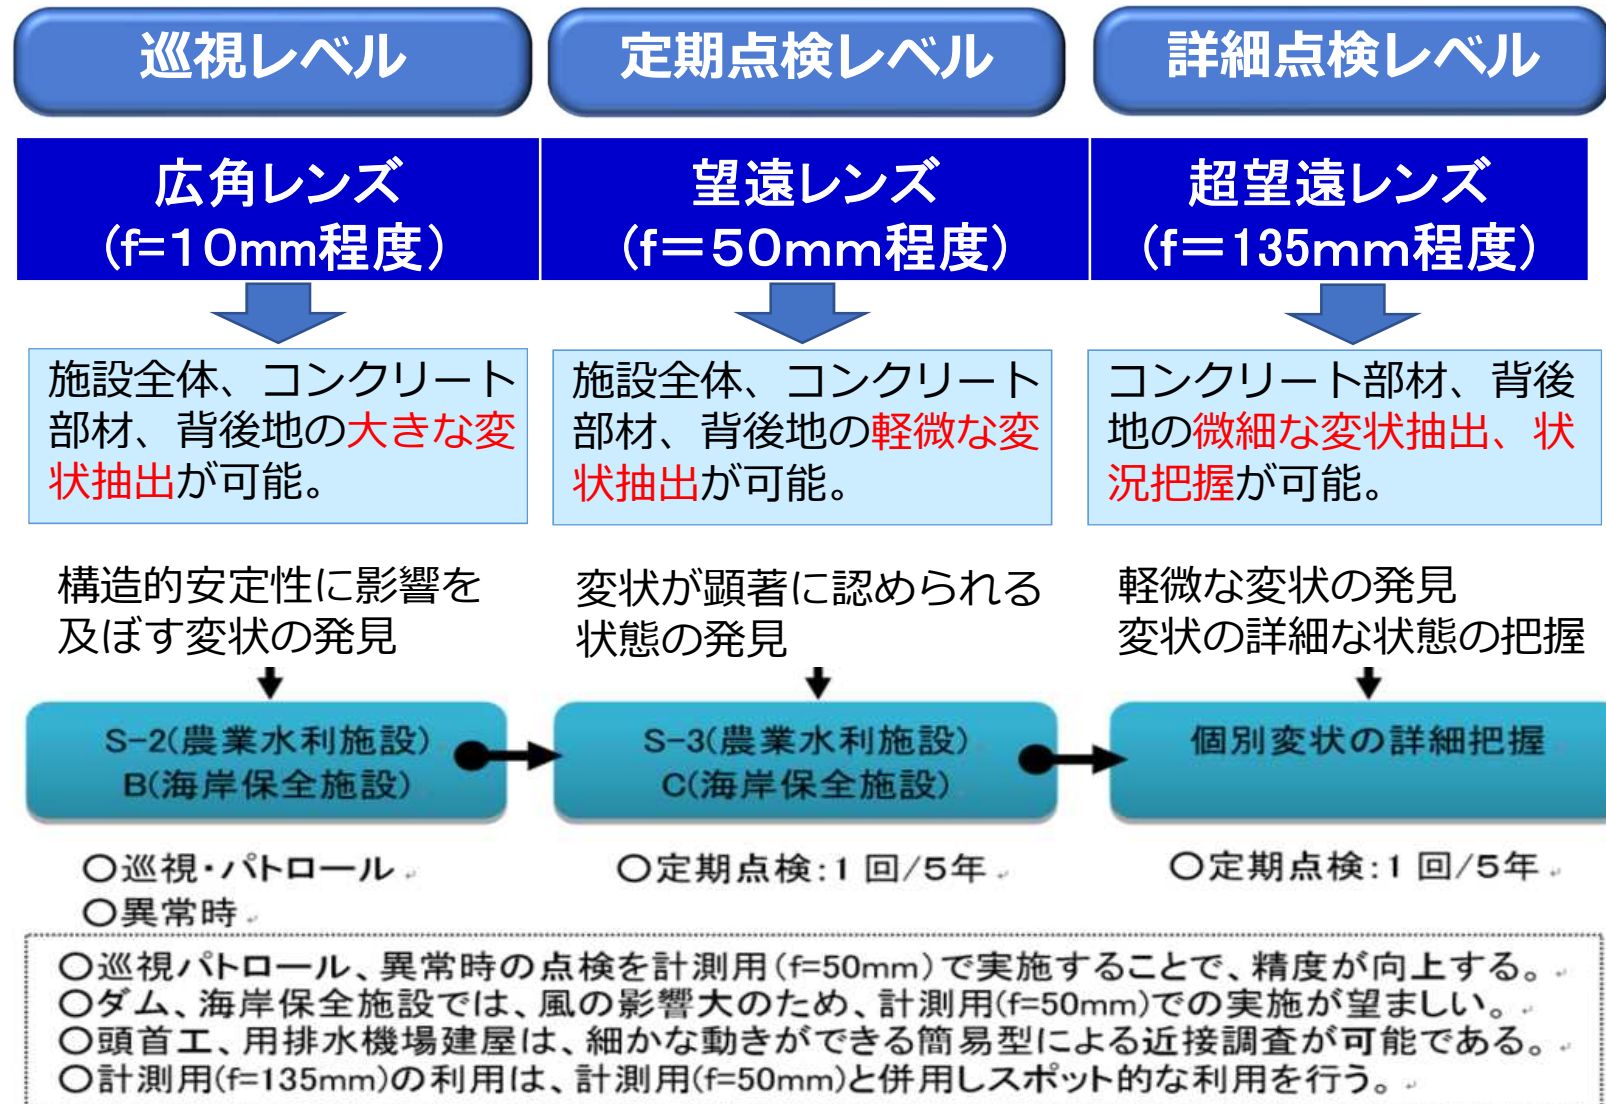 巡視レベル
定期点検レベル
詳細点検レベル
広角レンズ
(f=10mm程度)
望遠レンズ
(f=50mm程度)
超望遠レンズ
(f=135mm程度)
施設全体、コンクリート
部材、背後地の大きな変
状抽出が可能。
施設全体、コンクリート
部材、背後地の軽微な変
状抽出が可能。
コンクリート部材、背後
地の微細な変状抽出、状
況把握が可能。
構造的安定性に影響を
及ぼす変状の発見
変状が顕著に認められる
状態の発見
軽微な変状の発見
変状の詳細な状態の把握
S-2(農業水利施設)
B(海岸保全施設)
S-3(農業水利施設)
C(海岸保全施設)
個別変状の詳細把握
○巡視・パトロール
○異常時
○定期点検:1回/5年
○定期点検:1回/5年
○巡視パトロール、異常時の点検を計測用(f=50mm)で実施することで、精度が向上する。
○ダム、海岸保全施設では、風の影響大のため、計測用(f=50mm)での実施が望ましい。
○頭首工、用排水機場建屋は、細かな動きができる簡易型による近接調査が可能である。
○計測用(f=135mm)の利用は、計測用(f=50mm)と併用しスポット的な利用を行う。